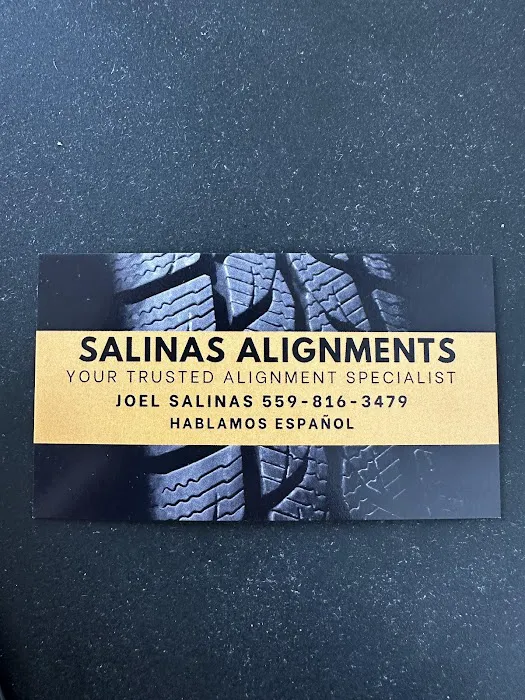 SALINAS ALIGNMENTS
YOUR TRUSTED ALIGNMENT SPECIALIST
JOEL SALINAS 559-816-3479
HABLAMOS ESPAÑOL